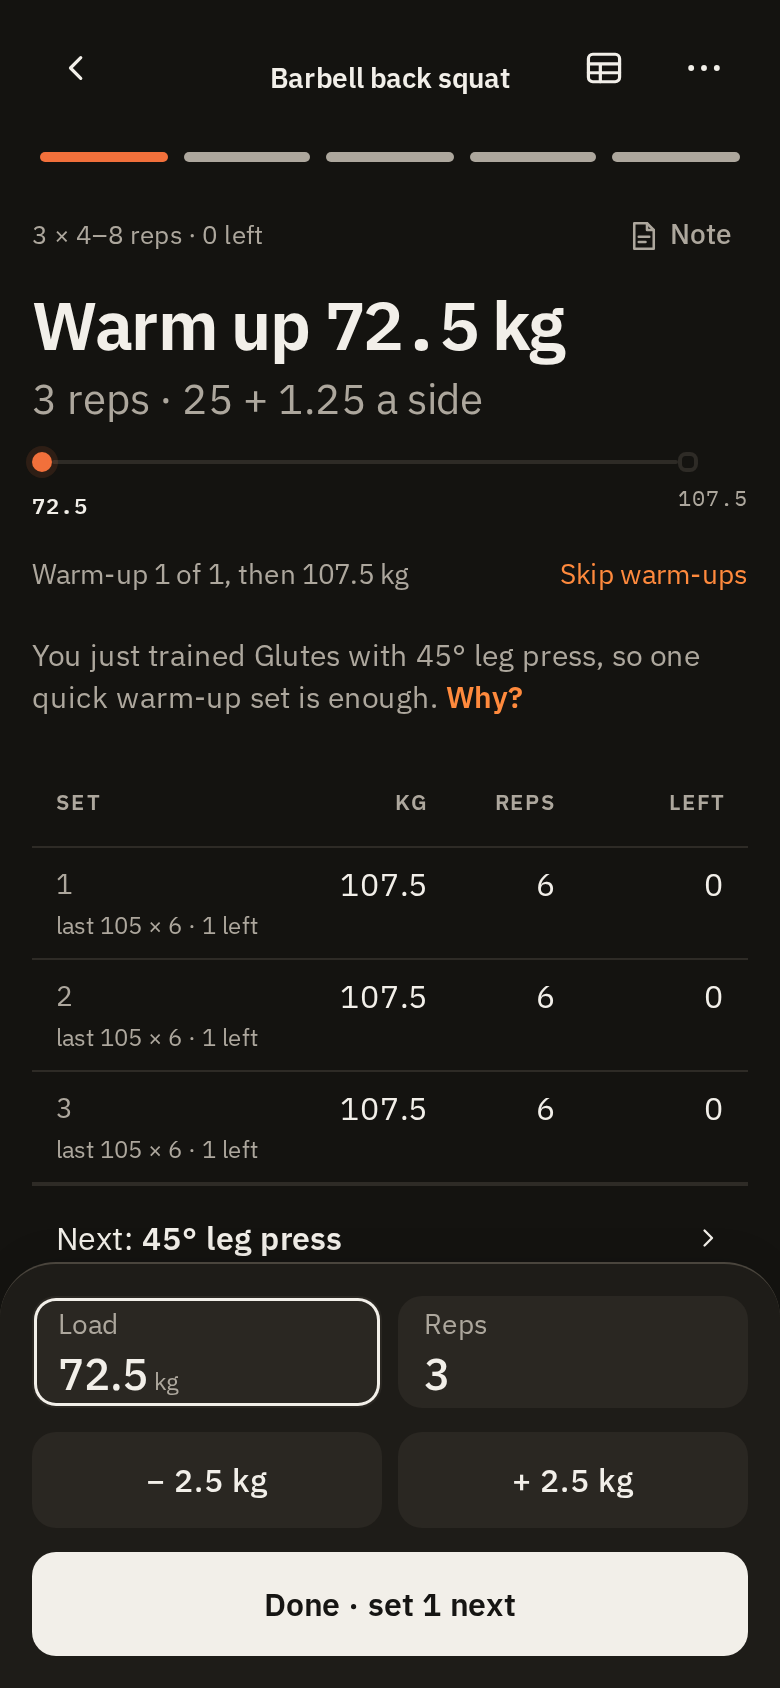 Barbell back squat
3 × 4–8 reps · 0 left
Note
Warm up 72.5 kg
3 reps · 25 + 1.25 a side
72.5
107.5
Warm-up 1 of 1, then 107.5 kg
Skip warm-ups
You just trained Glutes with 45° leg press, so one
quick warm-up set is enough. Why?
SET KG REPS LEFT
1 107.5 6 0
last 105 × 6 · 1 left
2 107.5 6 0
last 105 × 6 · 1 left
3 107.5 6 0
last 105 × 6 · 1 left
Next: 45° leg press
Load
Reps
72.5 kg
3
− 2.5 kg
+ 2.5 kg
Done · set 1 next